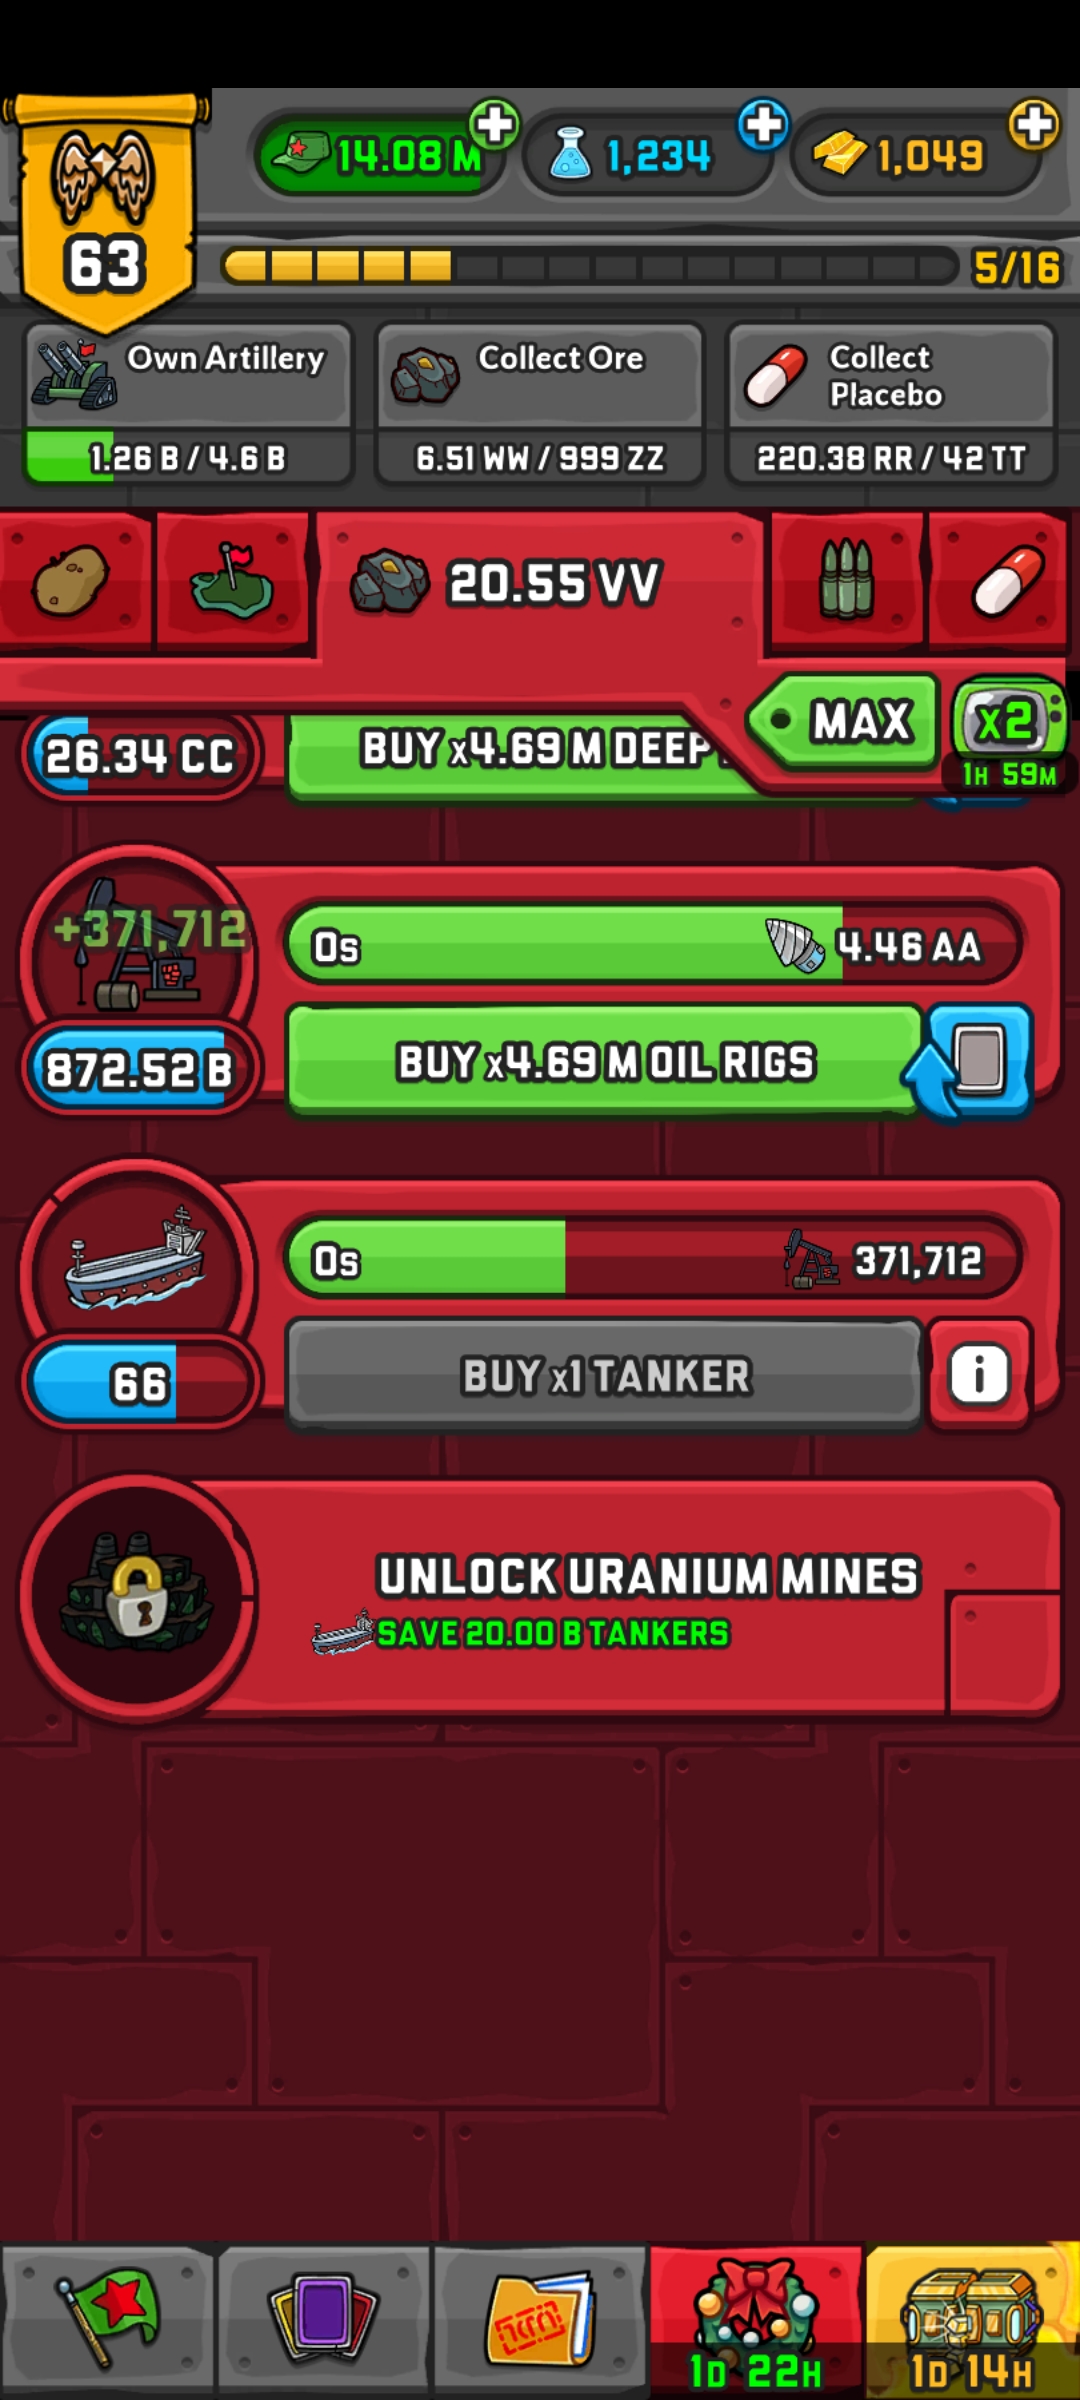 14.08 M
1,234
1,049
63
5/16
Own Artillery
1.26 B / 4.6 B
Collect Ore
6.51 WW / 999 ZZ
Collect
Placebo
220.38 RR / 42 TT
20.55 VV
MAX
x2
1H 59M
26.34 CC
BUY x4.69 M DEEP
+371,712
0s
4.46 AA
872.52 B
BUY x4.69 M OIL RIGS
0s
371,712
66
BUY x1 TANKER
i
UNLOCK URANIUM MINES
SAVE 20.00 B TANKERS
1D 22H
1D 14H